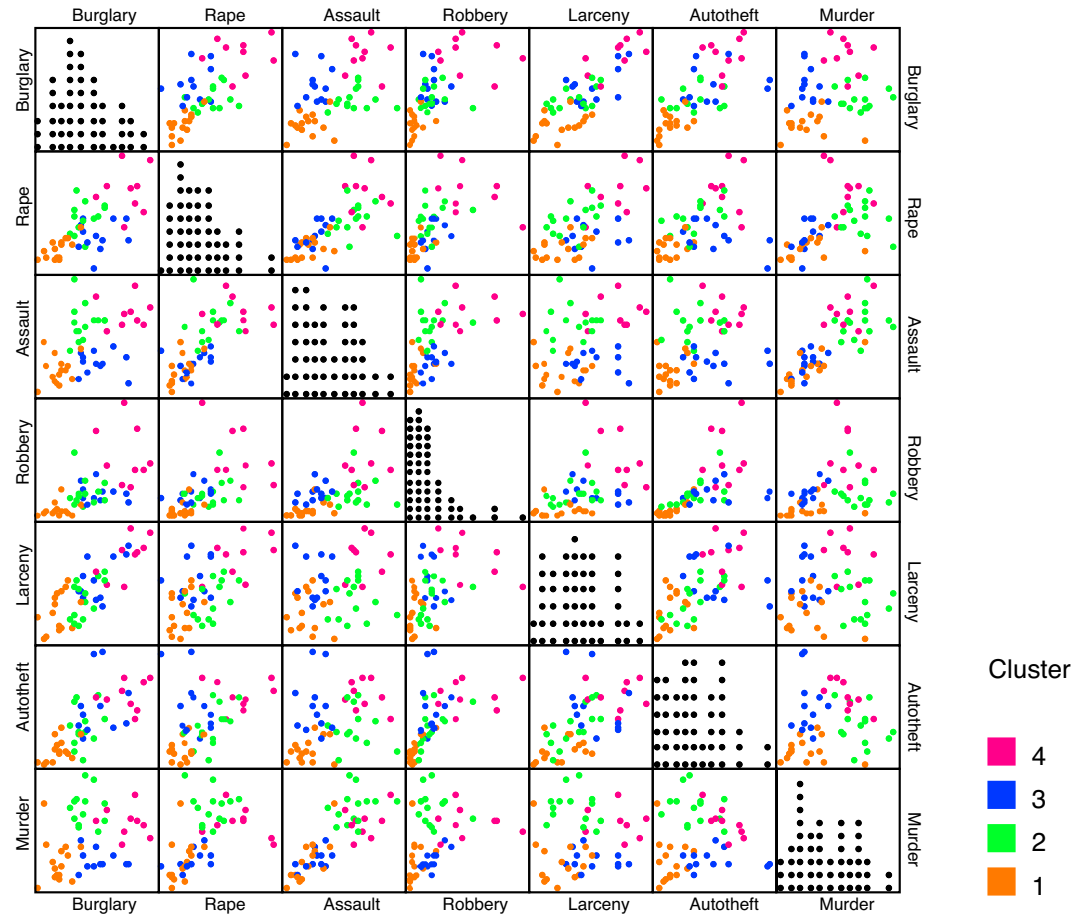 Burglary Rape Assault Robbery Larceny Autotheft Murder
Burglary Burglary
Rape Rape
Assault Assault
Robbery Robbery
Larceny Larceny
Autotheft Autotheft
Murder Murder
Burglary Rape Assault Robbery Larceny Autotheft Murder
Cluster
4
3
2
1